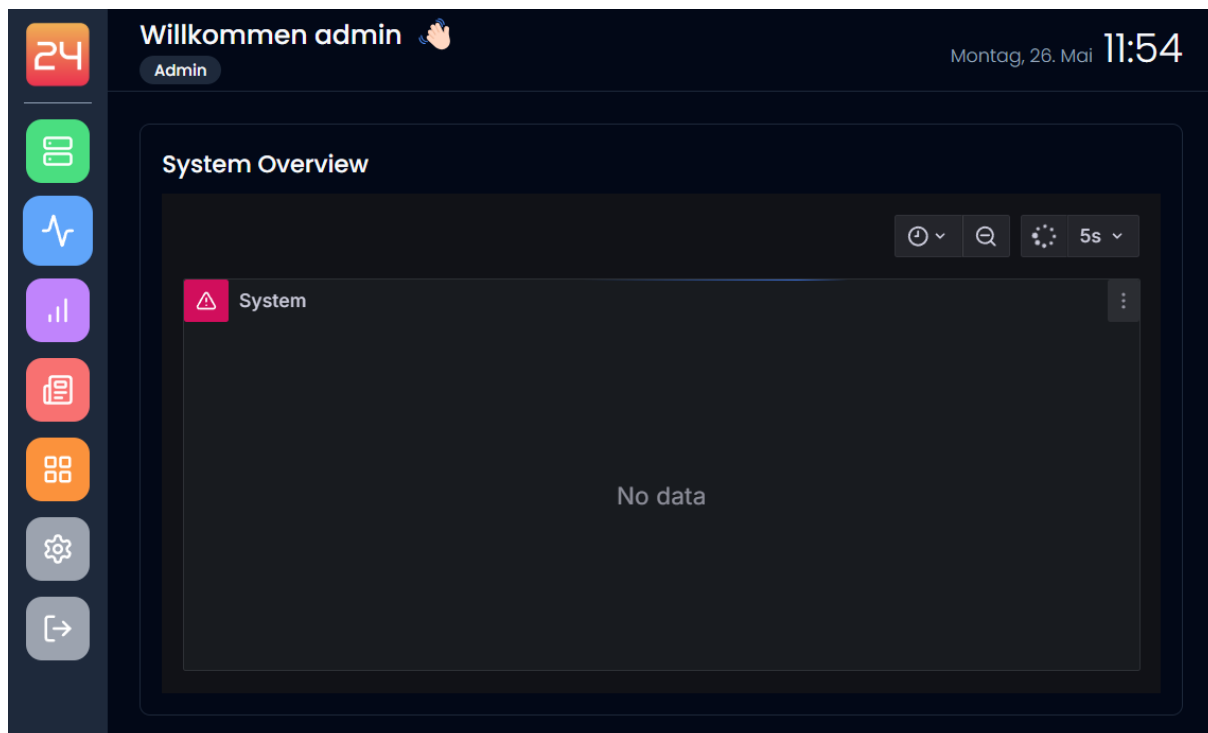 24
Willkommen admin 👋🏻
Admin
Montag, 26. Mai 11:54
System Overview
5s
System
No data